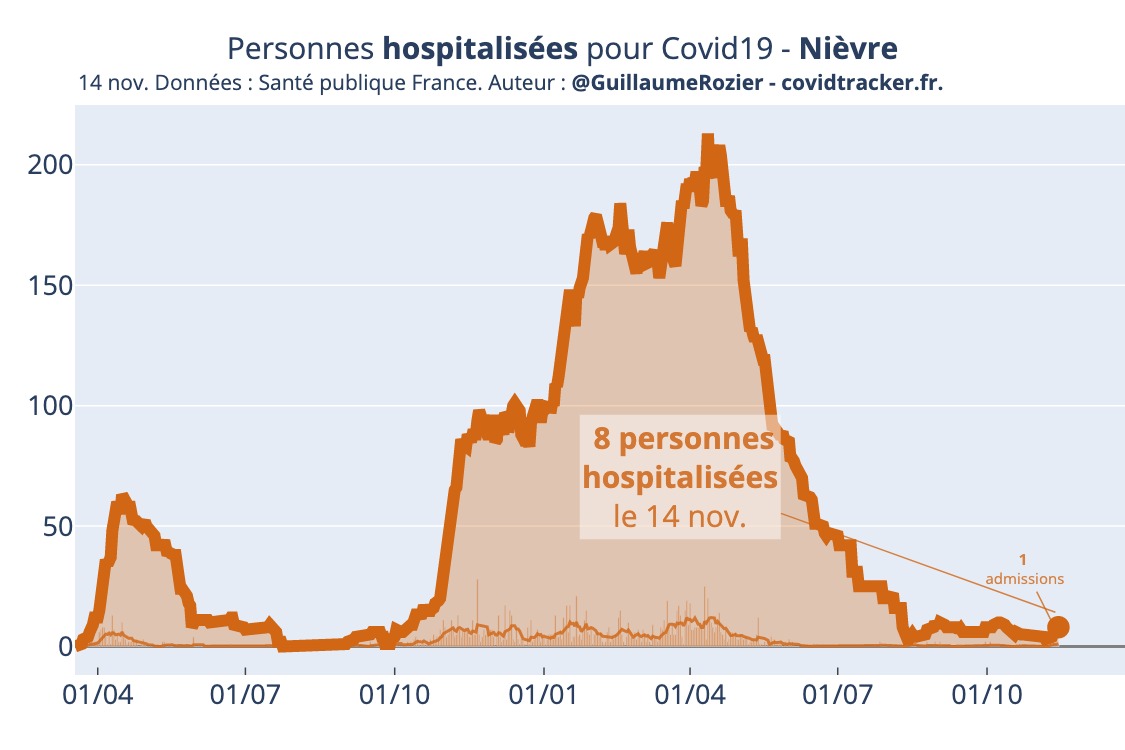 Personnes hospitalisées pour Covid19 - Nièvre
14 nov. Données : Santé publique France. Auteur : @GuillaumeRozier - covidtracker.fr.
200
150
100
50
0
8 personnes
hospitalisées
le 14 nov.
1
admissions
01/04 01/07 01/10 01/01 01/04 01/07 01/10